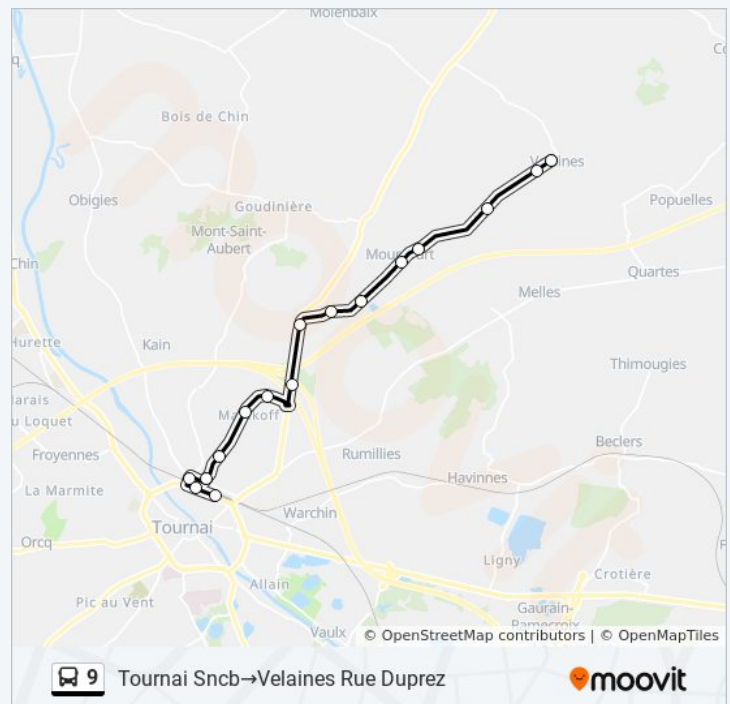 Molenbaix
Bois de Chin
Velaines
Obigies
Goudinière
Popuelles
Mont-Saint-
Aubert
Chin
Quartes
Melles
Hurette
Kain
Thimougies
Marais
u Loquet
Beclers
Froyennes
Rumillies
Havinnes
La Marmite
Warchin
Tournai
Orcq
Ligny
Allain
Crotière
Pic au Vent
Gaurain-
Ramecroix
Vaulx
© OpenStreetMap contributors | © OpenMapTiles
9 Tournai Sncb→Velaines Rue Duprez
moovit